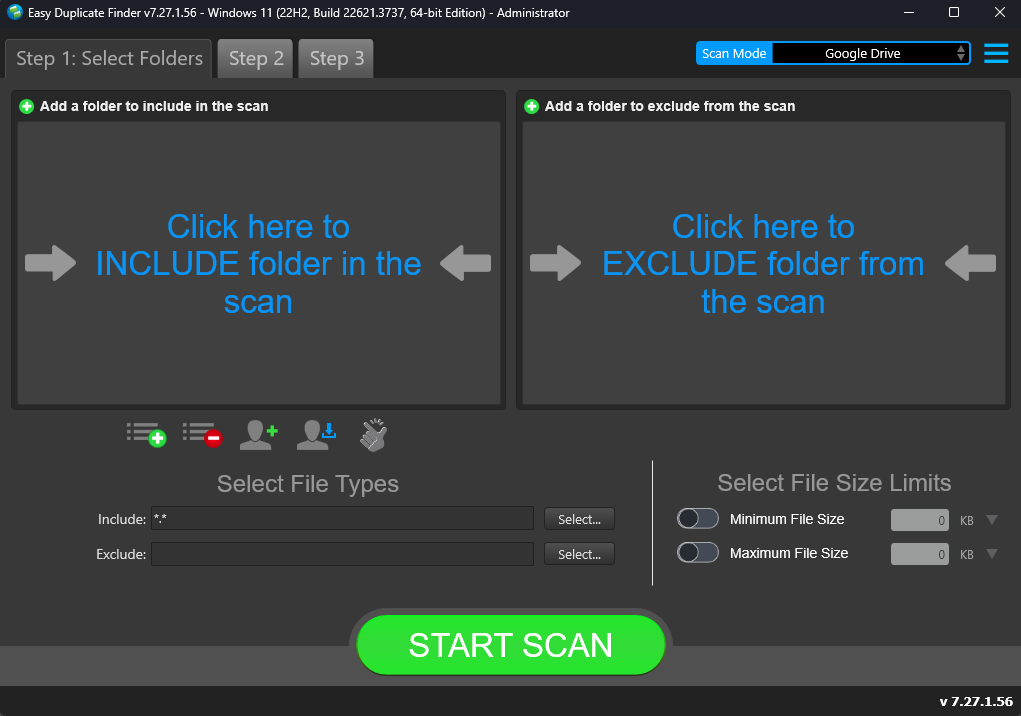 Easy Duplicate Finder v7.27.1.56 - Windows 11 (22H2, Build 22621.3737, 64-bit Edition) - Administrator
Step 1: Select Folders
Step 2
Step 3
Scan Mode
Google Drive
Add a folder to include in the scan
Add a folder to exclude from the scan
Click here to
INCLUDE folder in the
scan
Click here to
EXCLUDE folder from
the scan
Select File Types
Include:
*.*
Select...
Exclude:
Select...
Select File Size Limits
Minimum File Size
0
KB
Maximum File Size
0
KB
START SCAN
v 7.27.1.56